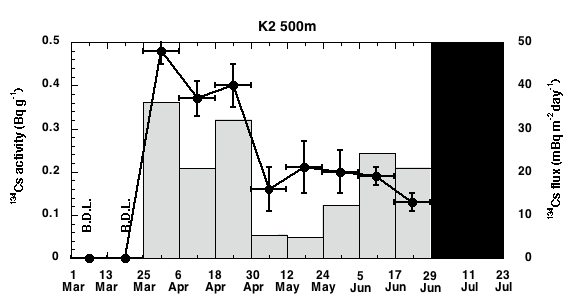 K2 500m
0.5
0.4
0.3
0.2
0.1
0
¹³⁴Cs activity (Bq g⁻¹)
B.D.L.
B.D.L.
50
40
30
20
10
0
¹³⁴Cs flux (mBq m⁻² day⁻¹)
1 13 25 6 18 30 12 24 5 17 29 11 23
Mar Mar Mar Apr Apr Apr May May Jun Jun Jun Jul Jul